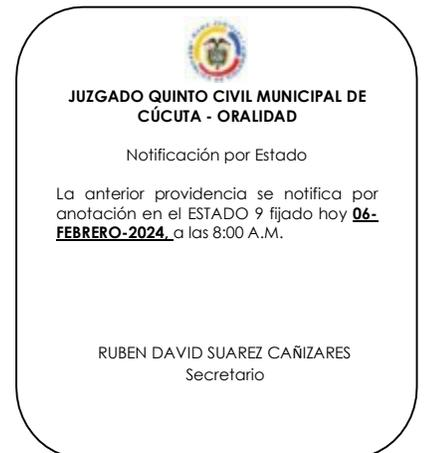 JUZGADO QUINTO CIVIL MUNICIPAL DE
CÚCUTA - ORALIDAD
Notificación por Estado
La anterior providencia se notifica por
anotación en el ESTADO 9 fijado hoy 06-
FEBRERO-2024, a las 8:00 A.M.
RUBEN DAVID SUAREZ CAÑIZARES
Secretario